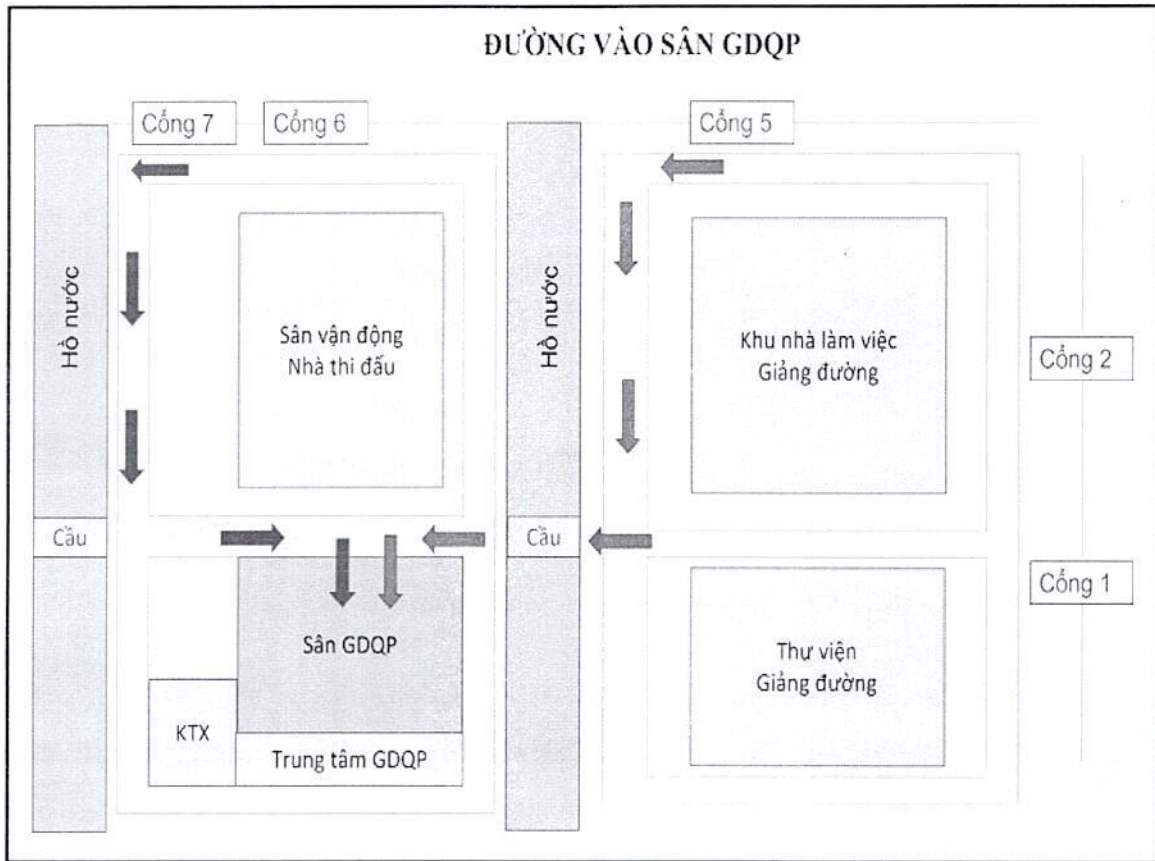 ĐƯỜNG VÀO SÂN GDQP
Cổng 7
Cổng 6
Cổng 5
Hồ nước
Sân vận động
Nhà thi đấu
Hồ nước
Khu nhà làm việc
Giảng đường
Cổng 2
Cầu
Cầu
Cổng 1
Sân GDQP
Thư viện
Giảng đường
KTX
Trung tâm GDQP